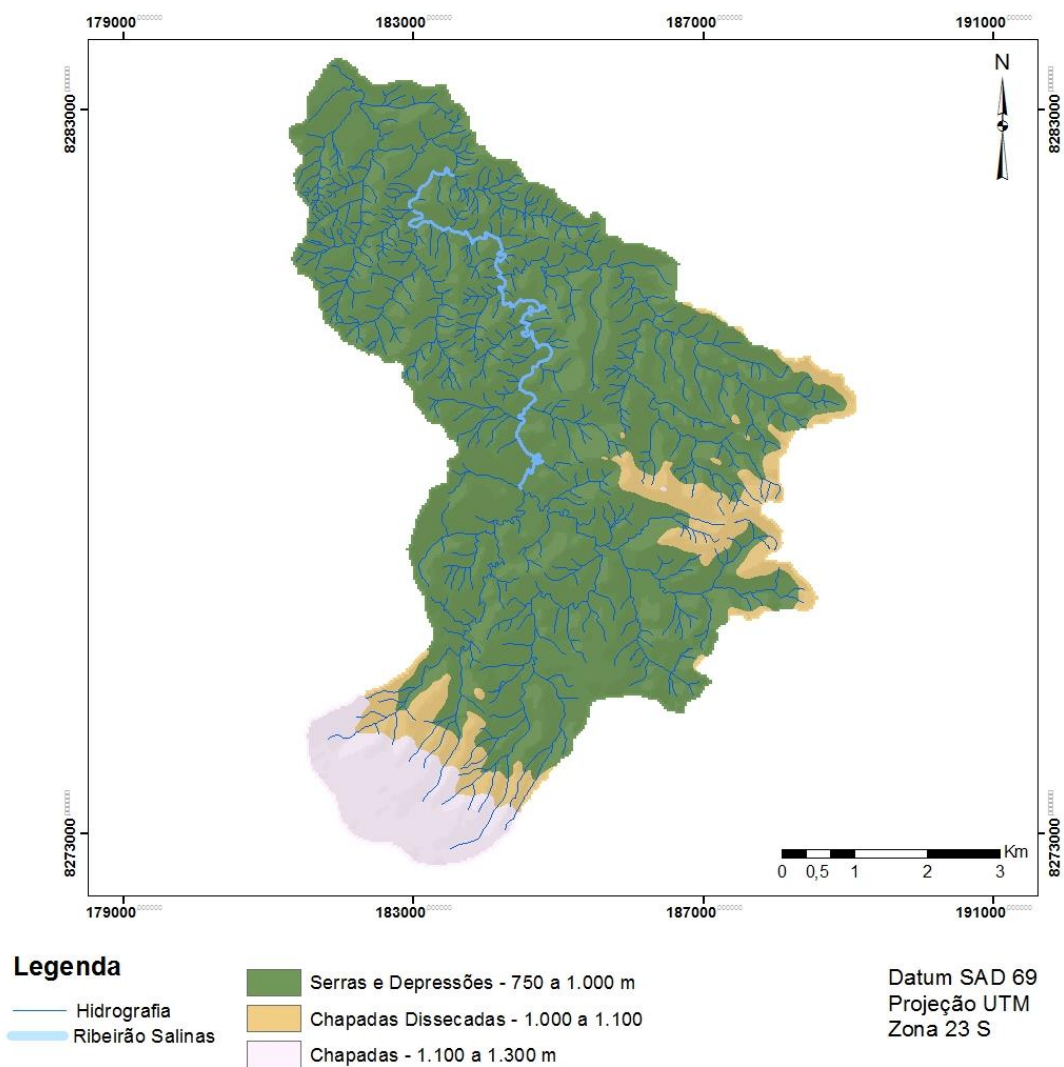 179000 183000 187000 191000
N
8283000 8283000
8273000 8273000
Km
0 0,5 1 2 3
179000 183000 187000 191000
Legenda
Hidrografia
Ribeirão Salinas
Serras e Depressões - 750 a 1.000 m
Chapadas Dissecadas - 1.000 a 1.100
Chapadas - 1.100 a 1.300 m
Datum SAD 69
Projeção UTM
Zona 23 S